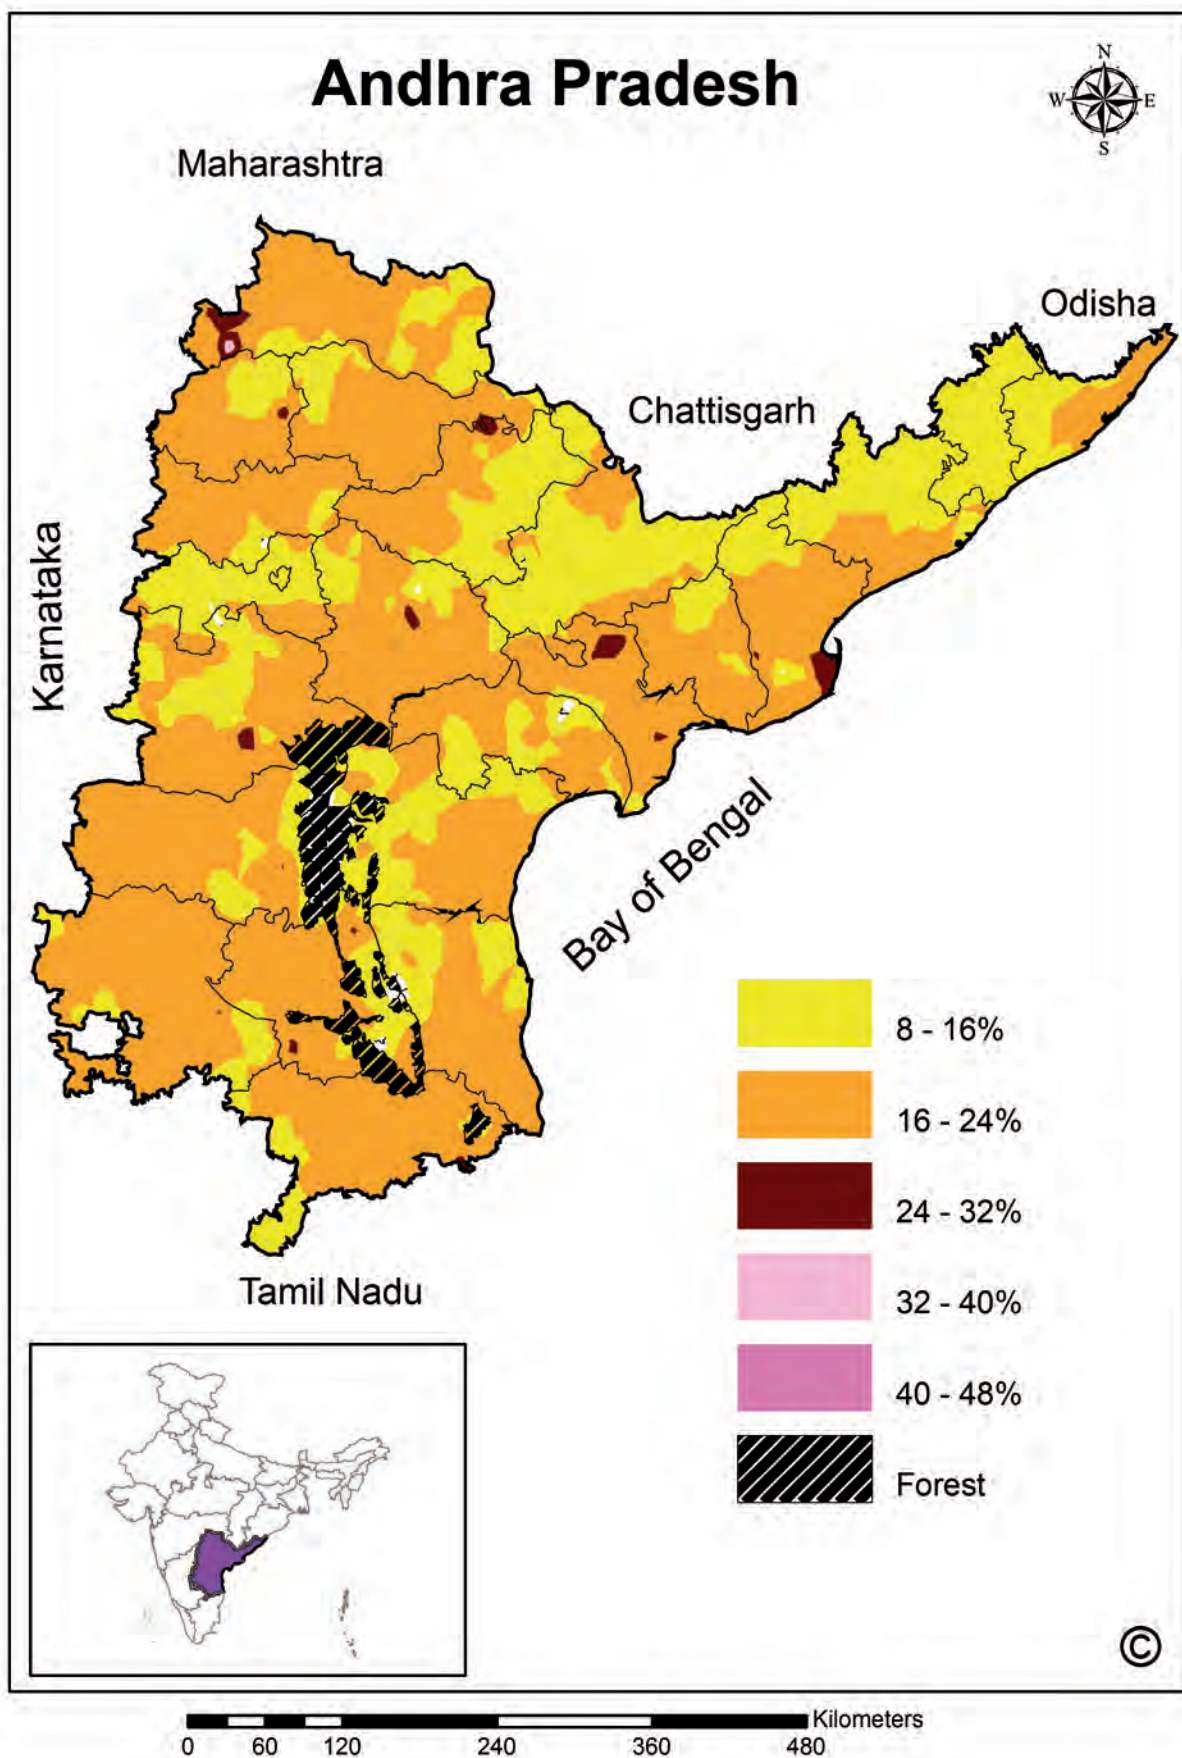 Andhra Pradesh
N
W
E
S
Maharashtra
Odisha
Chattisgarh
Karnataka
Bay of Bengal
Tamil Nadu
8 - 16%
16 - 24%
24 - 32%
32 - 40%
40 - 48%
Forest
©
Kilometers
0 60 120 240 360 480